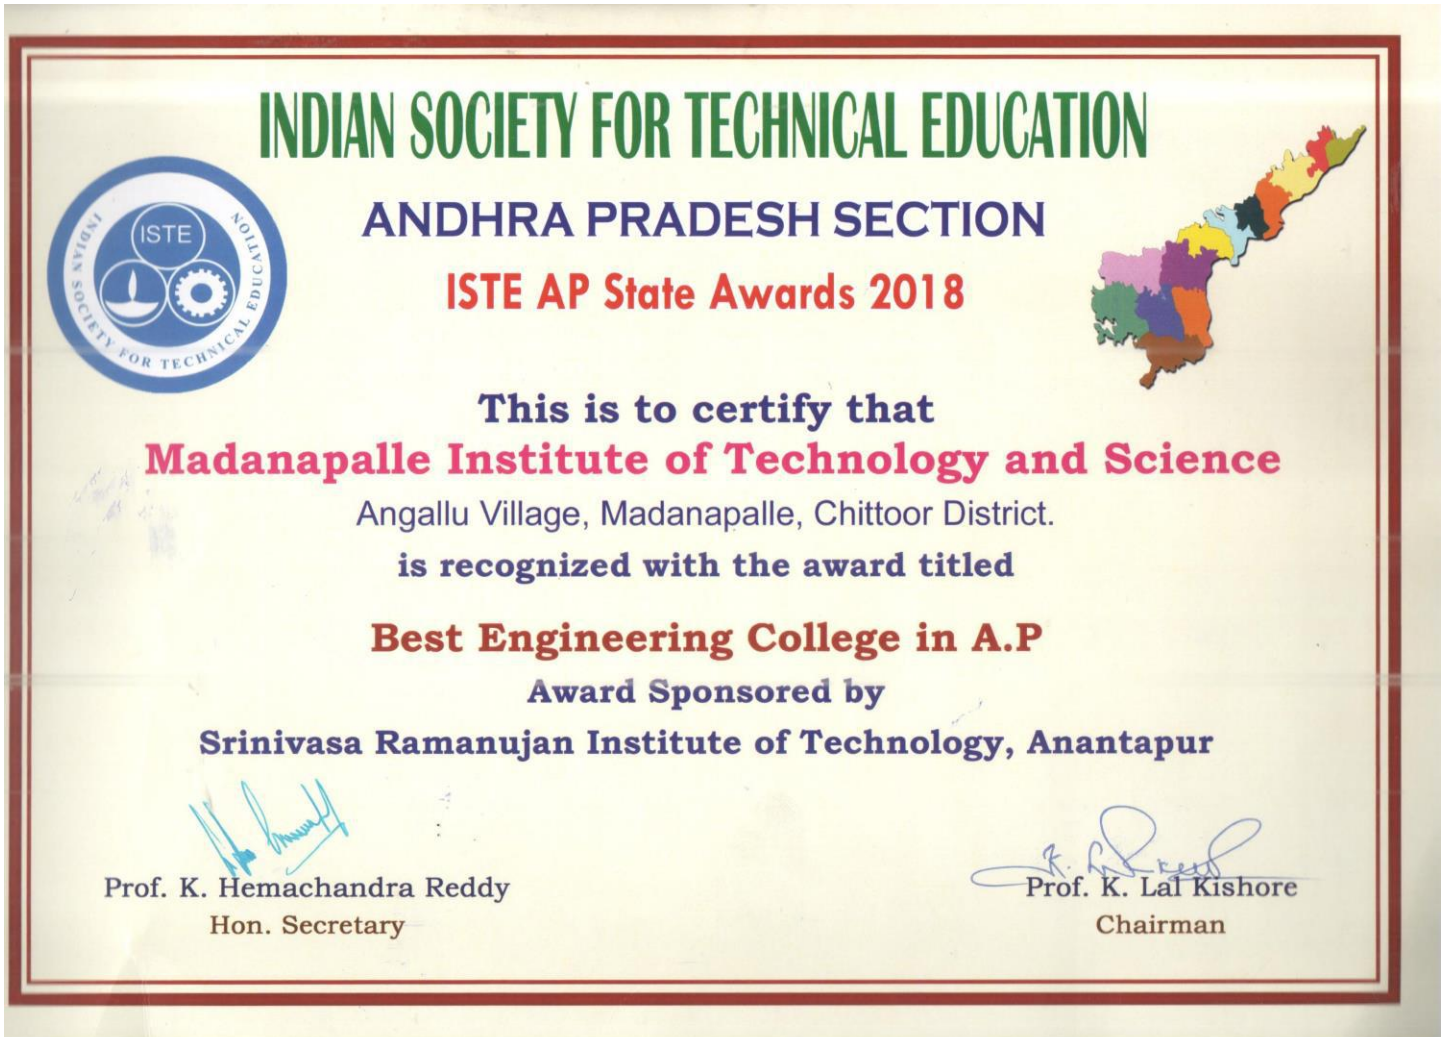 INDIAN SOCIETY FOR TECHNICAL EDUCATION
ANDHRA PRADESH SECTION
ISTE AP State Awards 2018
ISTE
INDIAN SOCIETY FOR TECHNICAL EDUCATION
This is to certify that
Madanapalle Institute of Technology and Science
Angallu Village, Madanapalle, Chittoor District.
is recognized with the award titled
Best Engineering College in A.P
Award Sponsored by
Srinivasa Ramanujan Institute of Technology, Anantapur
Prof. K. Hemachandra Reddy
Hon. Secretary
Prof. K. Lal Kishore
Chairman